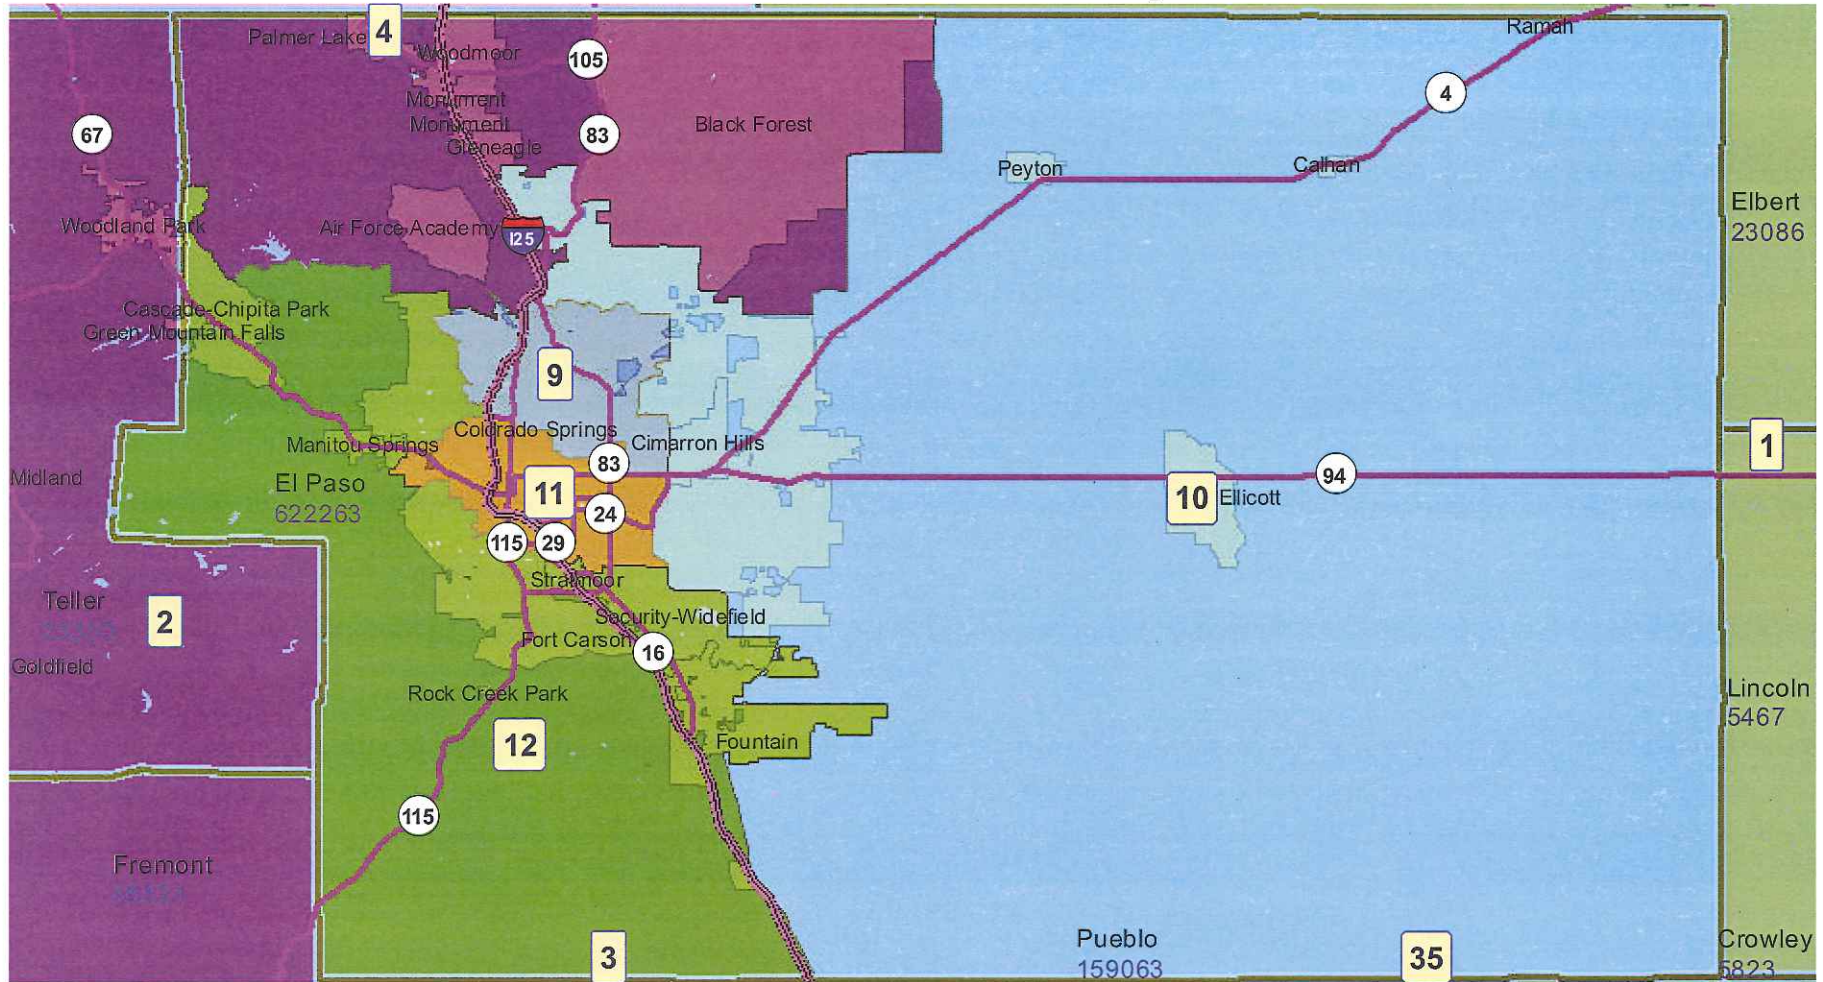 Ramah
Palmer Lake
4
Woodmoor
105
4
Monument
Monument
Gleneagle
83
Black Forest
67
Peyton
Calhan
Elbert
23086
Woodland Park
Air Force Academy
I25
Cascade-Chipita Park
Green Mountain Falls
9
Colorado Springs
Cimarron Hills
Manitou Springs
83
1
Midland
El Paso
622263
11
94
10
Ellicott
24
115
29
Stratmoor
Teller
2
Security-Widefield
Fort Carson
16
Goldfield
Rock Creek Park
Lincoln
5467
12
Fountain
115
Fremont
3
Pueblo
159063
35
Crowley
5823